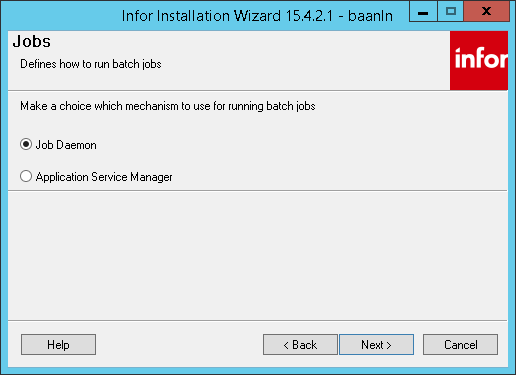 Infor Installation Wizard 15.4.2.1 - baanln
Jobs
Defines how to run batch jobs
infor
Make a choice which mechanism to use for running batch jobs
Job Daemon
Application Service Manager
Help
< Back
Next >
Cancel